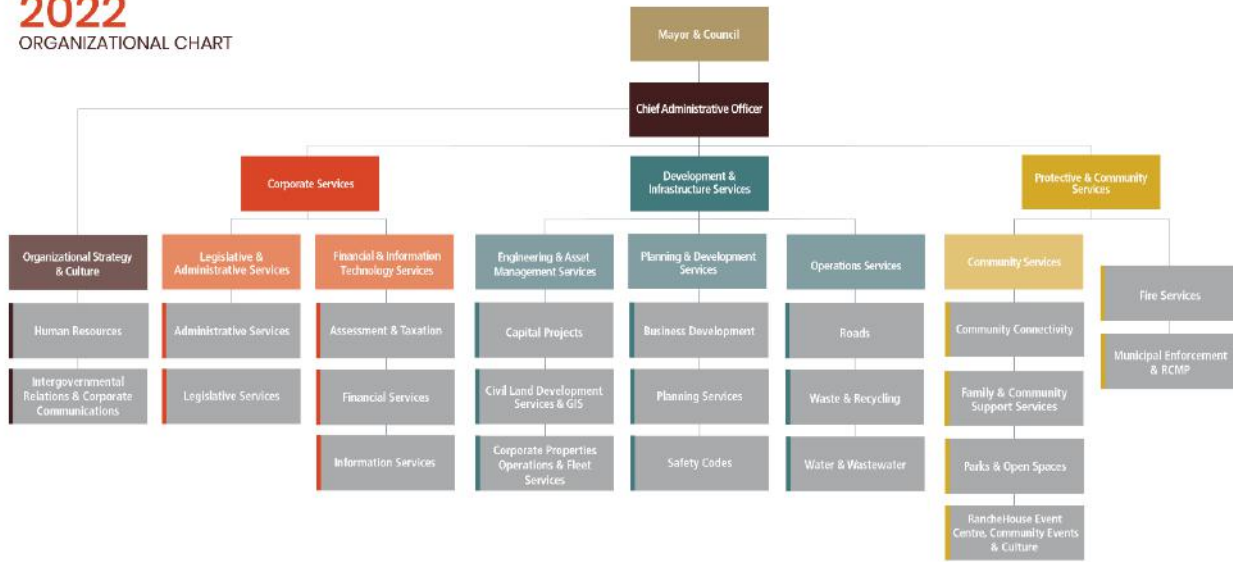 2022
ORGANIZATIONAL CHART
Mayor & Council
Chief Administrative Officer
Corporate Services
Development &
Infrastructure Services
Protective & Community
Services
Organizational Strategy
& Culture
Human Resources
Intergovernmental
Relations & Corporate
Communications
Legislative &
Administrative Services
Administrative Services
Legislative Services
Financial & Information
Technology Services
Assessment & Taxation
Financial Services
Information Services
Engineering & Asset
Management Services
Capital Projects
Civil Land Development
Services & GIS
Corporate Properties
Operations & Fleet
Services
Planning & Development
Services
Business Development
Planning Services
Safety Codes
Operations Services
Roads
Waste & Recycling
Water & Wastewater
Community Services
Community Connectivity
Family & Community
Support Services
Parks & Open Spaces
RancheHouse Event
Centre, Community Events
& Culture
Fire Services
Municipal Enforcement
& RCMP